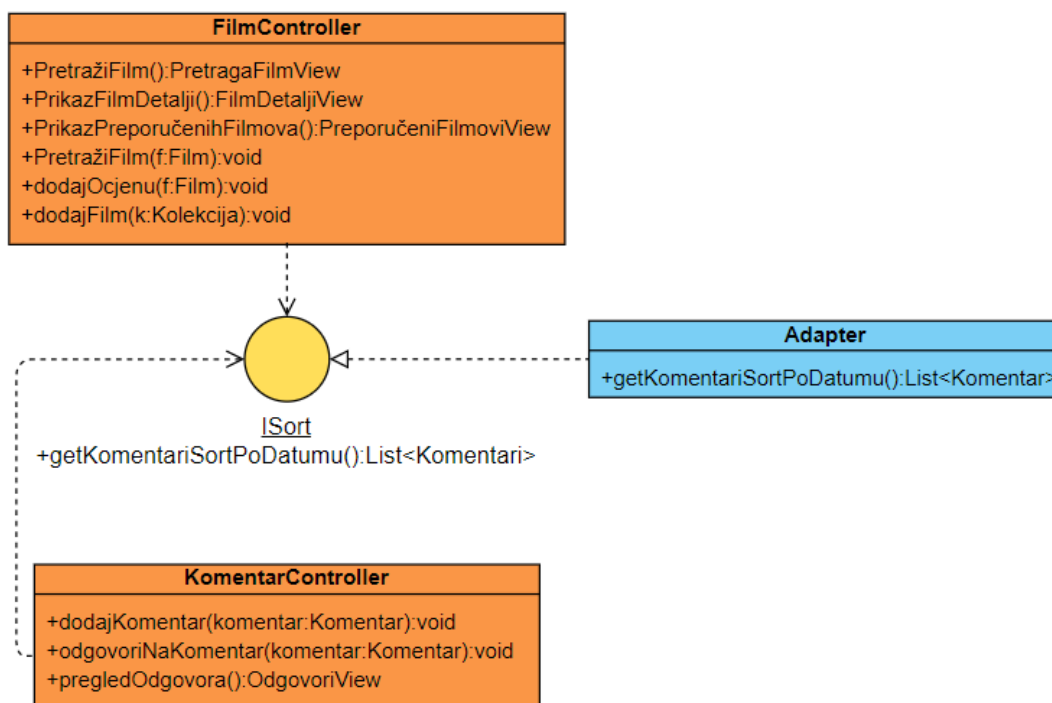 FilmController
+PretražiFilm():PretragaFilmView
+PrikazFilmDetalji():FilmDetaljiView
+PrikazPreporučenihFilmova():PreporučeniFilmoviView
+PretražiFilm(f:Film):void
+dodajOcjenu(f:Film):void
+dodajFilm(k:Kolekcija):void
Adapter
+getKomentariSortPoDatumu():List<Komentar>
ISort
+getKomentariSortPoDatumu():List<Komentari>
KomentarController
+dodajKomentar(komentar:Komentar):void
+odgovoriNaKomentar(komentar:Komentar):void
+pregledOdgovora():OdgovoriView